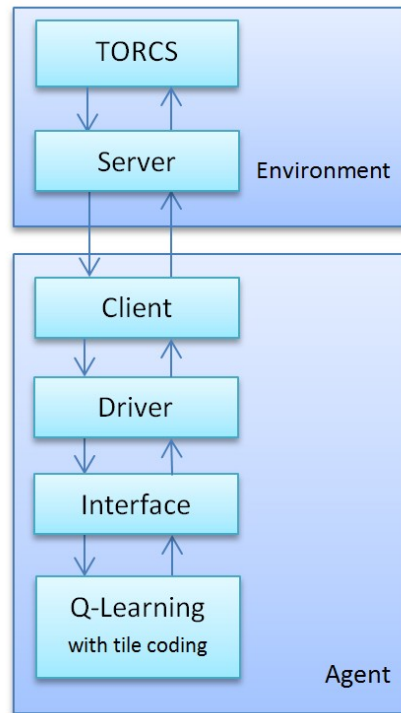 TORCS
Server
Environment
Client
Driver
Interface
Q-Learning
with tile coding
Agent